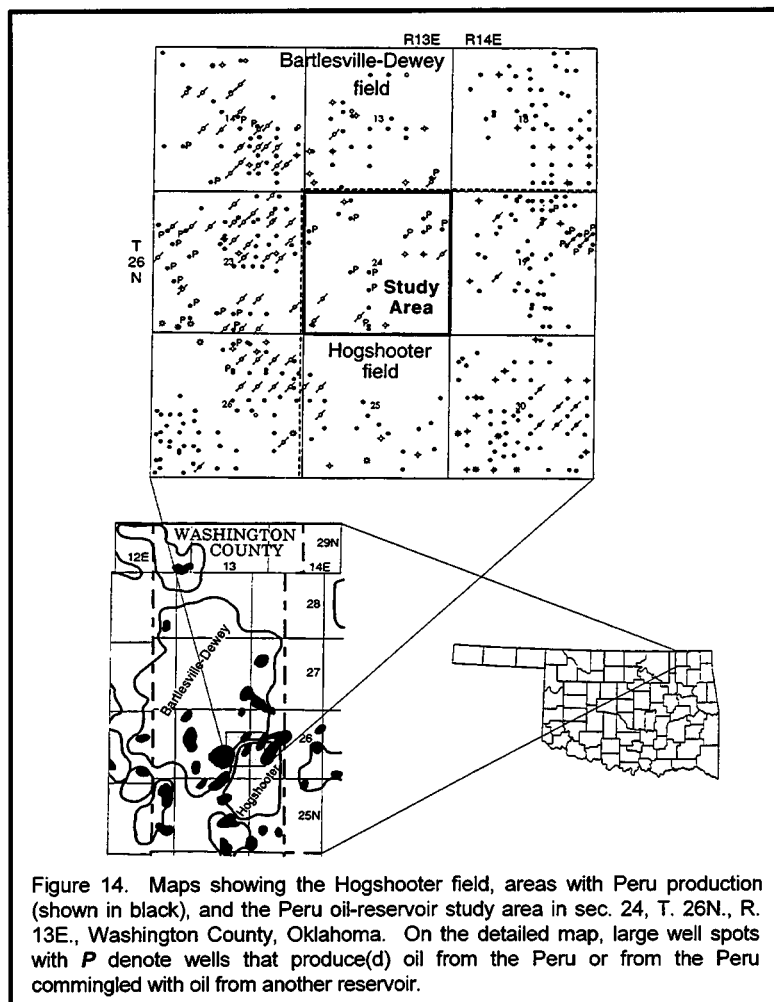 R13E R14E
Bartlesville-Dewey
field
14 13 18
T
26
N
23 24 19
Study
Area
Hogshooter
field
26 25 30
P
WASHINGTON
COUNTY
12E 13 14E
29N
28
Bartlesville-Dewey
27
26
Hogshooter
25N
Figure 14. Maps showing the Hogshooter field, areas with Peru production
(shown in black), and the Peru oil-reservoir study area in sec. 24, T. 26N., R.
13E., Washington County, Oklahoma. On the detailed map, large well spots
with P denote wells that produce(d) oil from the Peru or from the Peru
commingled with oil from another reservoir.